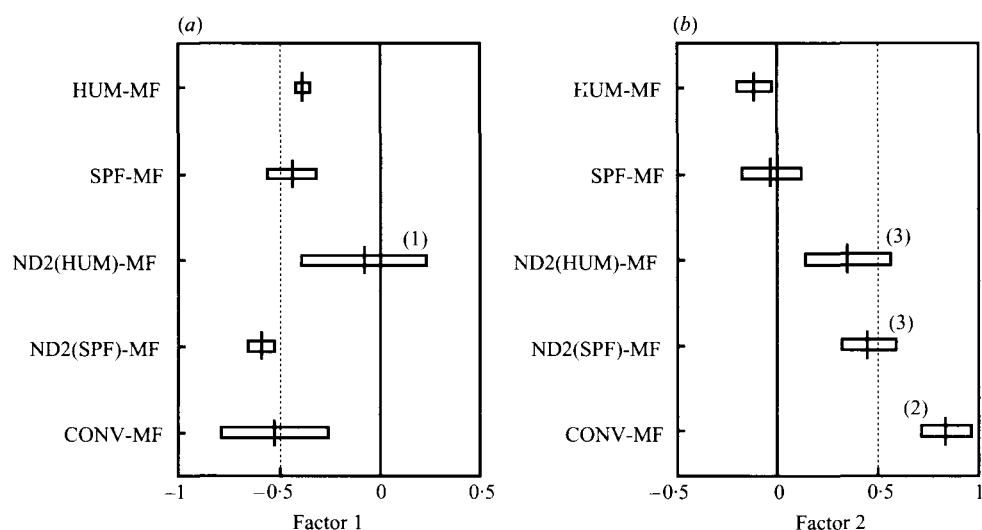 (a)
HUM-MF
SPF-MF
(1)
ND2(HUM)-MF
ND2(SPF)-MF
CONV-MF
−1
−0·5
0
0·5
Factor 1
(b)
HUM-MF
SPF-MF
(3)
ND2(HUM)-MF
(3)
ND2(SPF)-MF
(2)
CONV-MF
−0·5
0
0·5
1
Factor 2